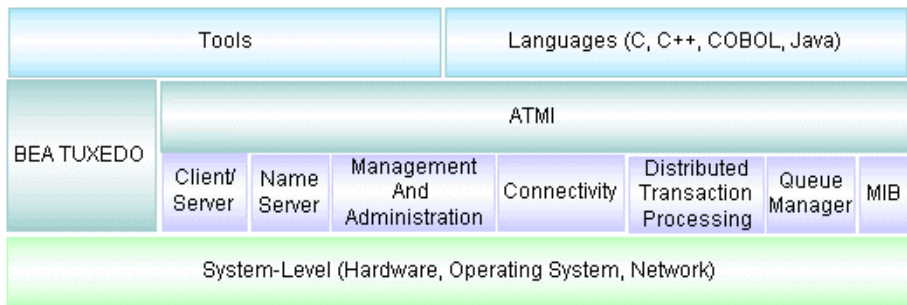 Tools
Languages (C, C++, COBOL, Java)
BEA TUXEDO
ATMI
Client/
Server
Name
Server
Management
And
Administration
Connectivity
Distributed
Transaction
Processing
Queue
Manager
MIB
System-Level (Hardware, Operating System, Network)